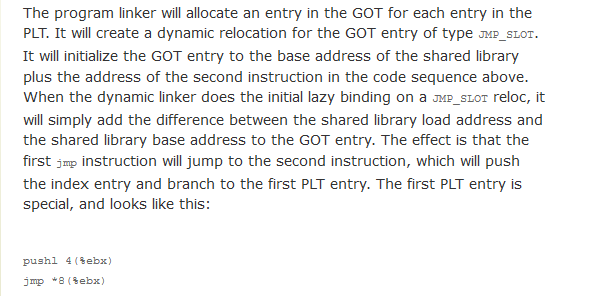 The program linker will allocate an entry in the GOT for each entry in the
PLT. It will create a dynamic relocation for the GOT entry of type JMP_SLOT.
It will initialize the GOT entry to the base address of the shared library
plus the address of the second instruction in the code sequence above.
When the dynamic linker does the initial lazy binding on a JMP_SLOT reloc, it
will simply add the difference between the shared library load address and
the shared library base address to the GOT entry. The effect is that the
first jmp instruction will jump to the second instruction, which will push
the index entry and branch to the first PLT entry. The first PLT entry is
special, and looks like this:
pushl 4(%ebx)
jmp *8(%ebx)